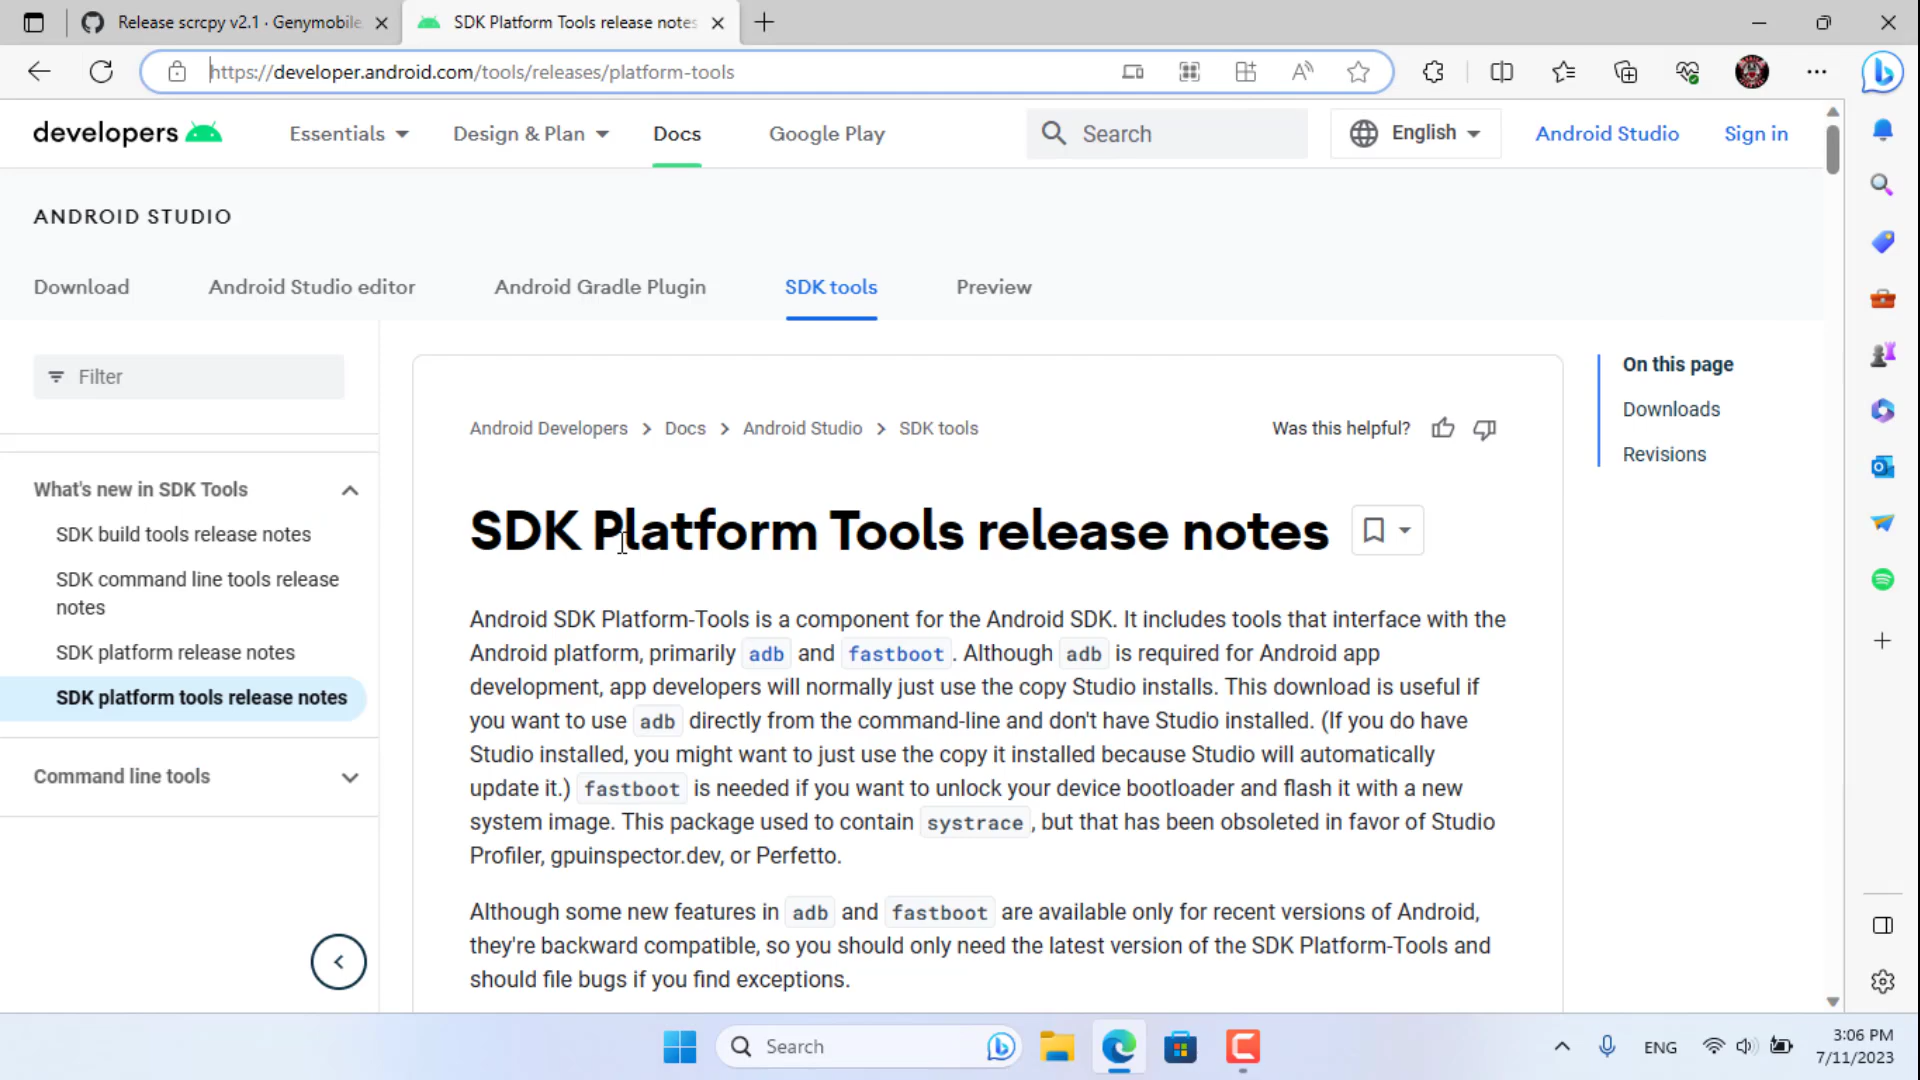 Release scrcpy v2.1 · Genymobile
SDK Platform Tools release notes
https://developer.android.com/tools/releases/platform-tools
developers
Essentials
Design & Plan
Docs
Google Play
Search
English
Android Studio
Sign in
ANDROID STUDIO
Download
Android Studio editor
Android Gradle Plugin
SDK tools
Preview
Filter
What's new in SDK Tools
SDK build tools release notes
SDK command line tools release
notes
SDK platform release notes
SDK platform tools release notes
Command line tools
Android Developers > Docs > Android Studio > SDK tools
Was this helpful?
SDK Platform Tools release notes
Android SDK Platform-Tools is a component for the Android SDK. It includes tools that interface with the
Android platform, primarily adb and fastboot. Although adb is required for Android app
development, app developers will normally just use the copy Studio installs. This download is useful if
you want to use adb directly from the command-line and don't have Studio installed. (If you do have
Studio installed, you might want to just use the copy it installed because Studio will automatically
update it.) fastboot is needed if you want to unlock your device bootloader and flash it with a new
system image. This package used to contain systrace, but that has been obsoleted in favor of Studio
Profiler, gpuinspector.dev, or Perfetto.
Although some new features in adb and fastboot are available only for recent versions of Android,
they're backward compatible, so you should only need the latest version of the SDK Platform-Tools and
should file bugs if you find exceptions.
On this page
Downloads
Revisions
Search
ENG
3:06 PM
7/11/2023